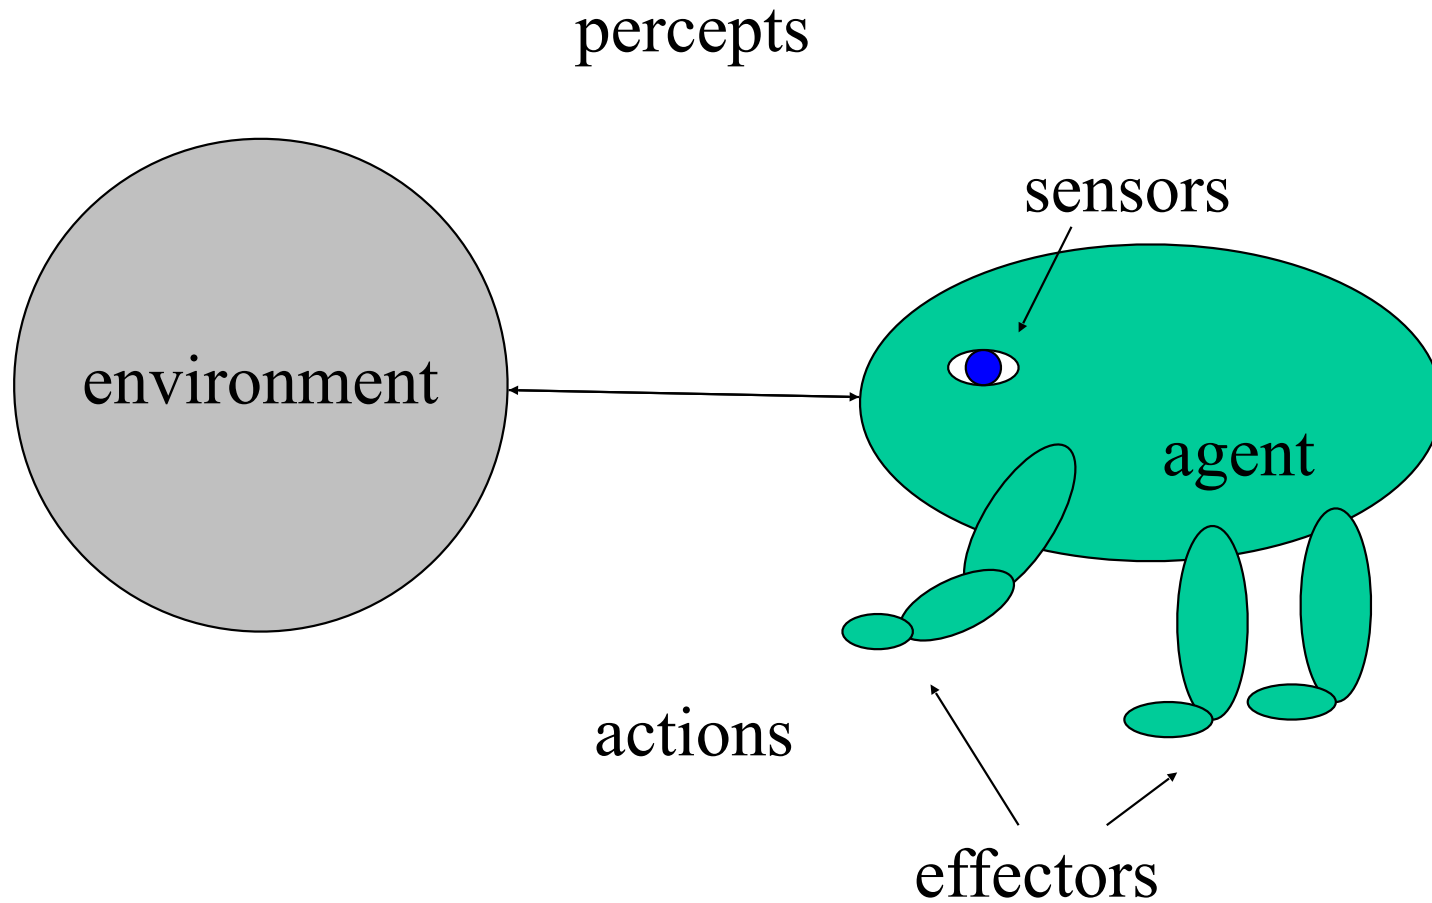 percepts
sensors
environment
agent
actions
effectors